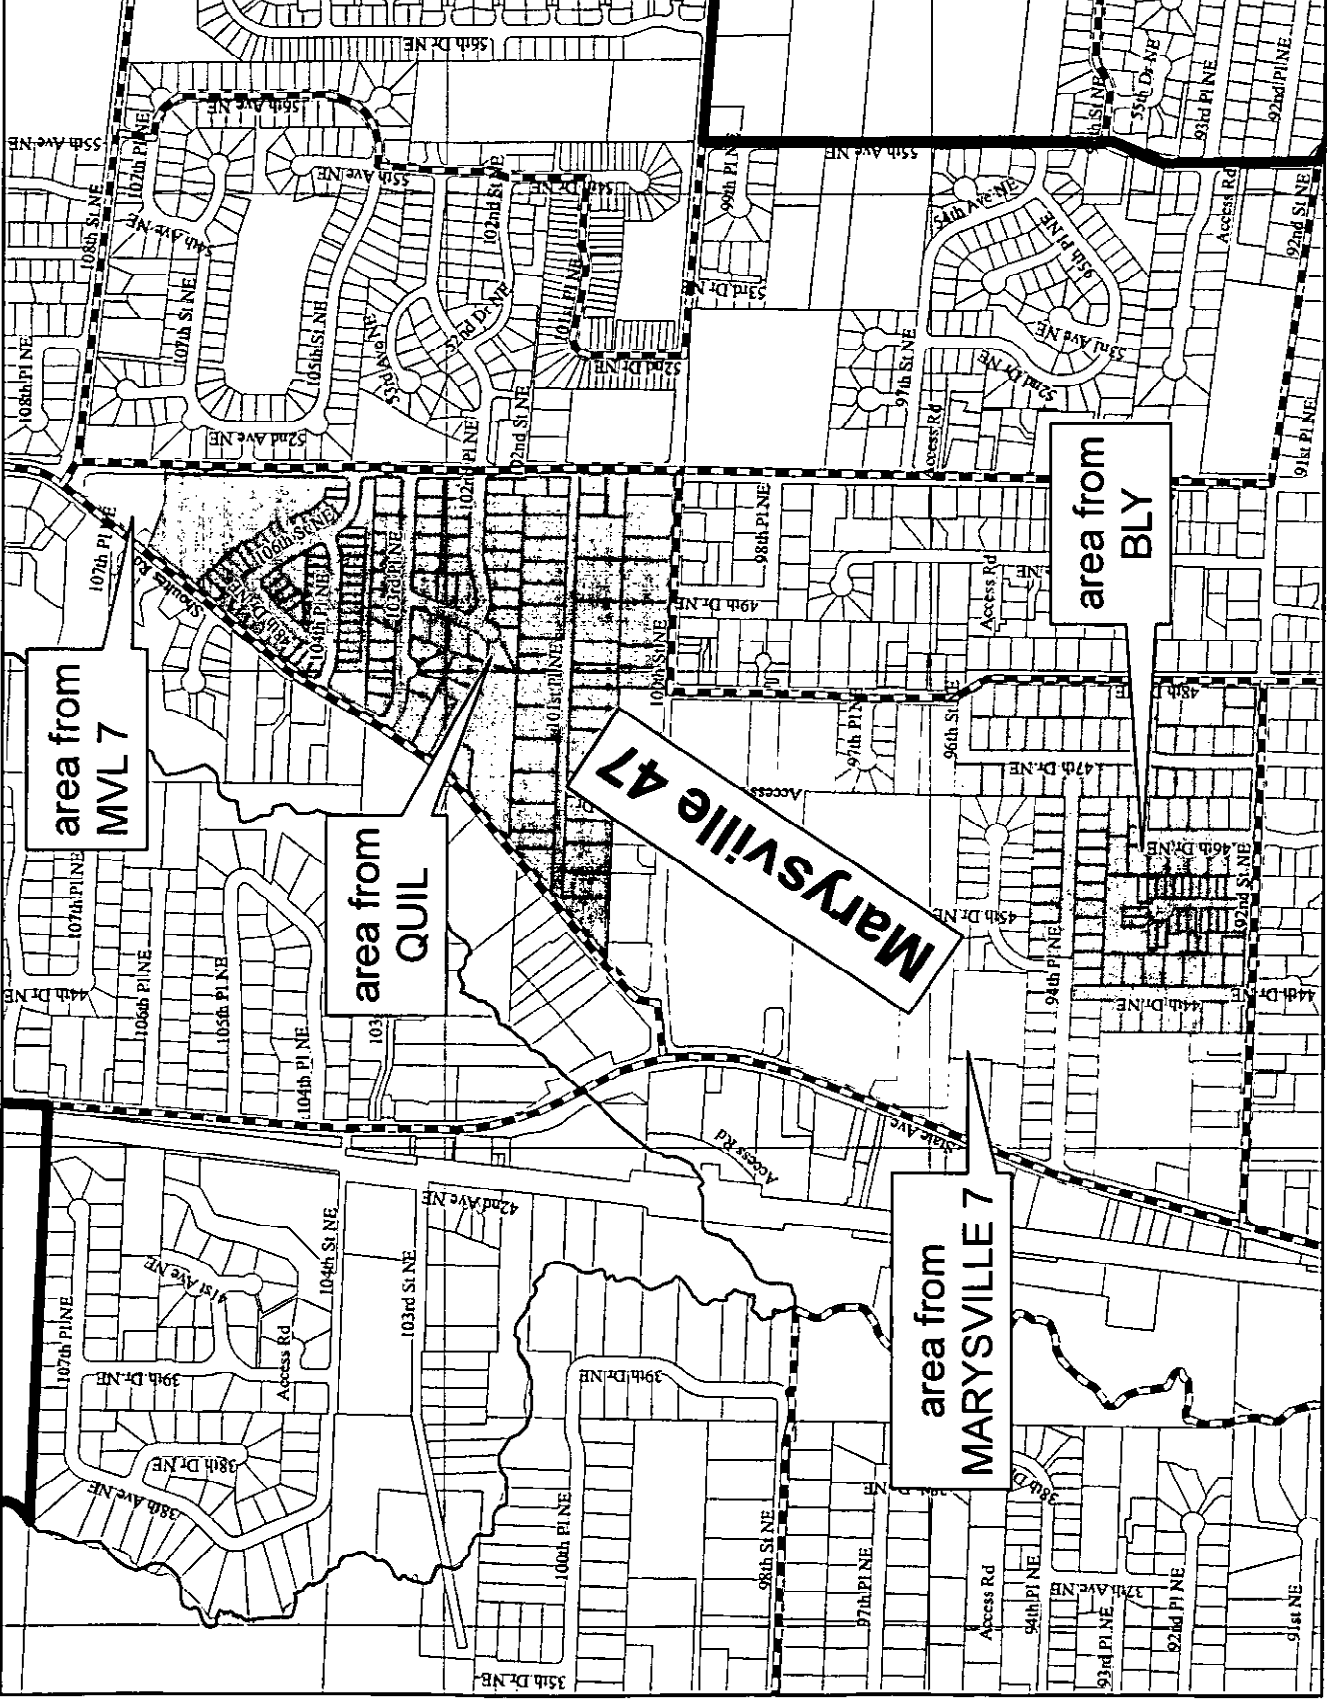 56th Dr NE
55th Ave NE
108th St NE
107th Pl NE
56th Ave NE
55th Ave NE
54th Ave NE
107th St NE
105th St NE
108th Pl NE
52nd Ave NE
53rd Ave NE
52nd Dr NE
102nd St NE
54th Dr NE
101st Pl NE
52nd Dr NE
102nd St NE
102nd Pl NE
99th Pl NE
53rd Dr NE
55th Ave NE
55th Dr NE
93rd Pl NE
92nd Pl NE
54th Ave NE
95th Pl NE
53rd Ave NE
52nd Dr NE
97th St NE
Access Rd
Access Rd
92nd St NE
91st Pl NE
107th Pl NE
Shoultes Rd
106th St NE
48th Dr NE
104th Pl NE
103rd Pl NE
101st Pl NE
100th St NE
98th Pl NE
49th Dr NE
Access Rd
area from
MVL 7
area from
QUIL
Marysville 47
area from
BLY
area from
MARYSVILLE 7
97th Pl N
96th St NE
48th Dr NE
47th Dr NE
46th Dr NE
45th Dr NE
94th Pl NE
44th Dr NE
92nd St NE
44th Dr NE
Access
107th Pl NE
44th Dr NE
106th Pl NE
105th Pl NE
104th Pl NE
103
State Ave
Access Rd
42nd Ave NE
107th Pl NE
41st Ave NE
104th St NE
103rd St NE
39th Dr NE
Access Rd
38th Dr NE
38th Ave NE
39th Dr NE
100th Pl NE
98th St NE
35th Dr NE
97th Pl NE
38th Dr
Access Rd
94th Pl NE
37th Ave NE
93rd Pl NE
92nd Pl NE
91st NE